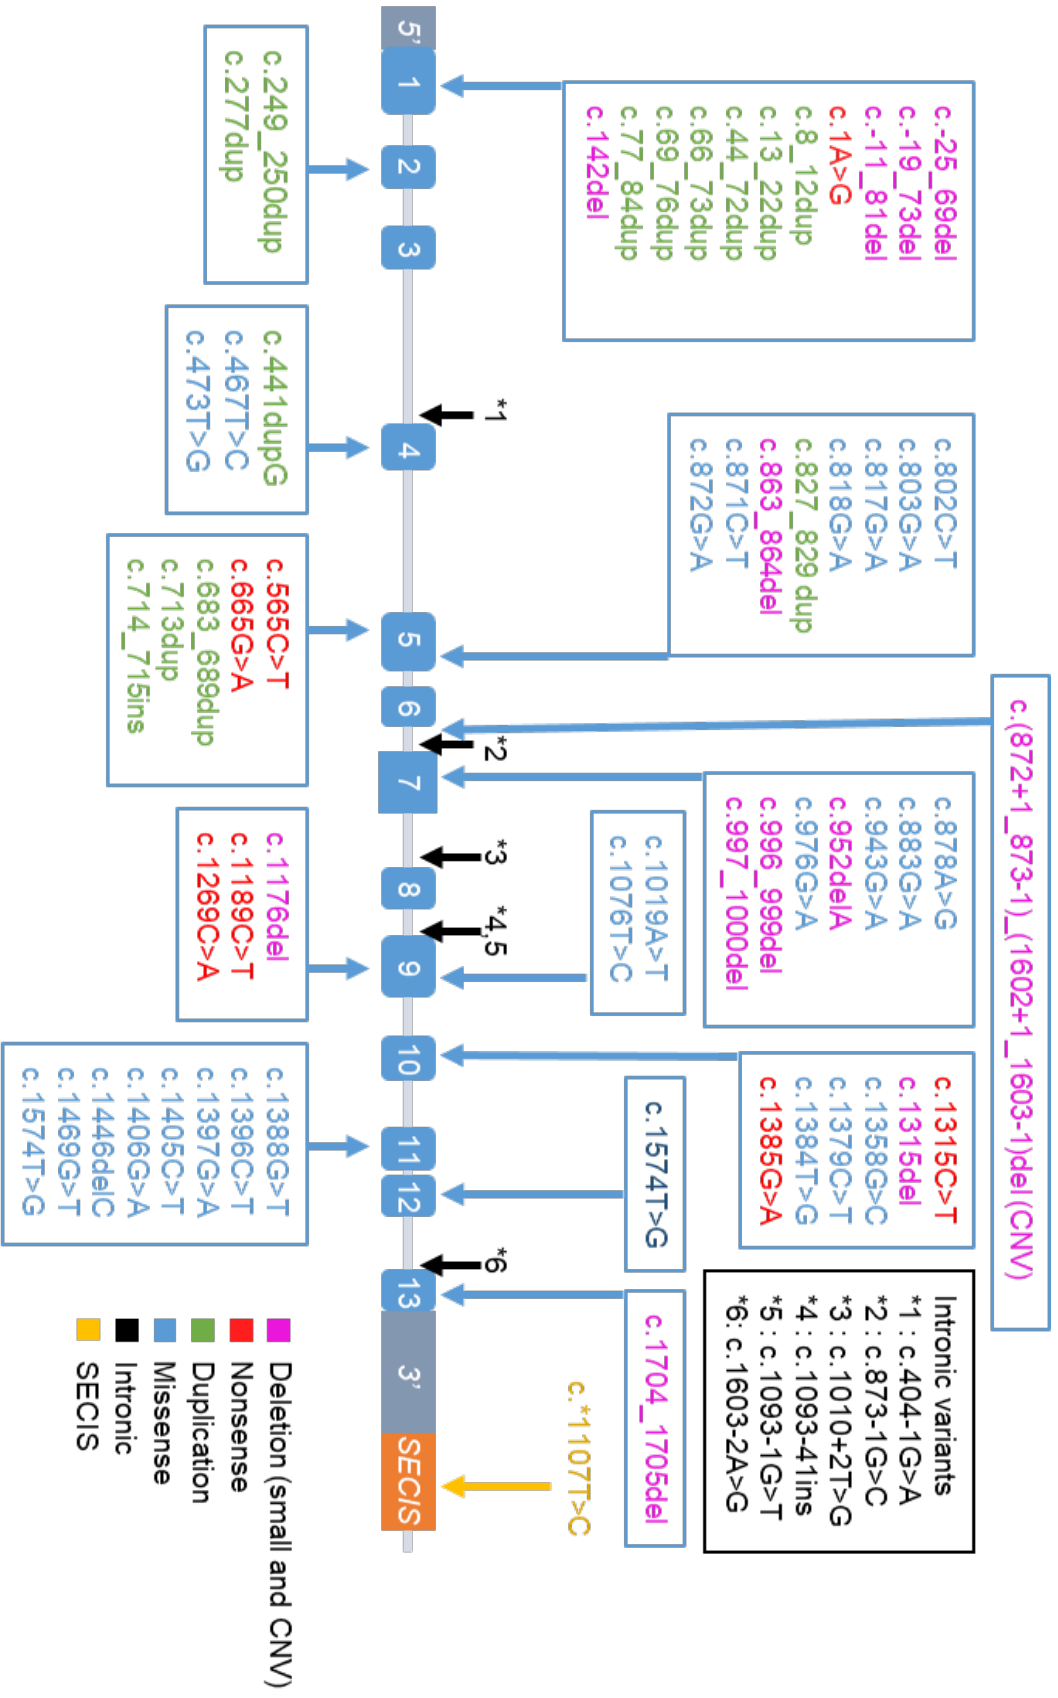 c.(872+1_873-1)_(1602+1_1603-1)del (CNV)
c.-25_69del
c.-19_73del
c.-11_81del
c.1A>G
c.8_12dup
c.13_22dup
c.44_72dup
c.66_73dup
c.69_76dup
c.77_84dup
c.142del
c.802C>T
c.803G>A
c.817G>A
c.818G>A
c.827_829 dup
c.863_864del
c.871C>T
c.872G>A
c.878A>G
c.883G>A
c.943G>A
c.952delA
c.976G>A
c.996_999del
c.997_1000del
c.1019A>T
c.1076T>C
c.1315C>T
c.1315del
c.1358G>C
c.1379C>T
c.1384T>G
c.1385G>A
c.1574T>G
Intronic variants
*1 : c.404-1G>A
*2 : c.873-1G>C
*3 : c.1010+2T>G
*4 : c.1093-41ins
*5 : c.1093-1G>T
*6: c.1603-2A>G
c.1704_1705del
c.*1107T>C
*1
*2
*3
*4,5
*6
5'
1
2
3
4
5
6
7
8
9
10
11
12
13
3'
SECIS
c.249_250dup
c.277dup
c.441dupG
c.467T>C
c.473T>G
c.565C>T
c.665G>A
c.683_689dup
c.713dup
c.714_715ins
c.1176del
c.1189C>T
c.1269C>A
c.1388G>T
c.1396C>T
c.1397G>A
c.1405C>T
c.1406G>A
c.1446delC
c.1469G>T
c.1574T>G
Deletion (small and CNV)
Nonsense
Duplication
Missense
Intronic
SECIS